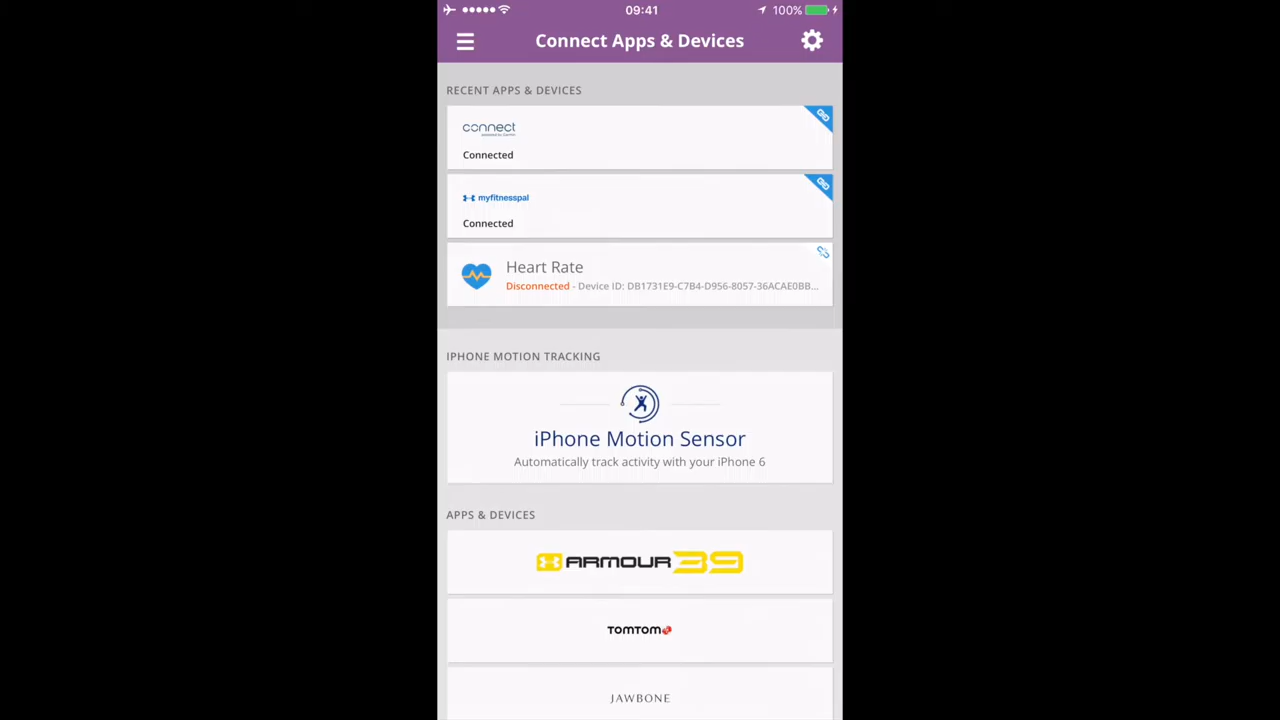 09:41
100%
Connect Apps & Devices
RECENT APPS & DEVICES
connect
Connected
myfitnesspal
Connected
Heart Rate
Disconnected - Device ID: DB1731E9-C7B4-D956-8057-36ACAE0BB...
IPHONE MOTION TRACKING
iPhone Motion Sensor
Automatically track activity with your iPhone 6
APPS & DEVICES
ARMOUR39
TOMTOM
JAWBONE